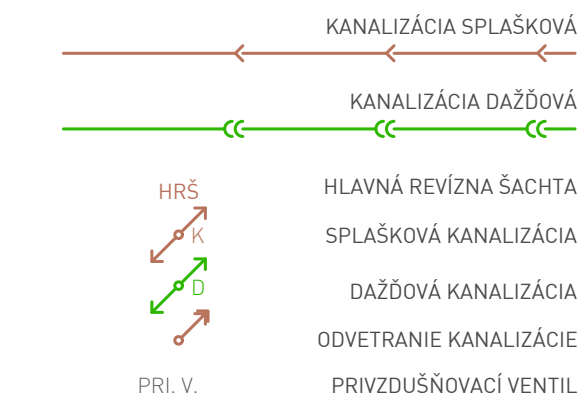 KANALIZÁCIA SPLAŠKOVÁ
KANALIZÁCIA DAŽĎOVÁ
HRŠ HLAVNÁ REVÍZNA ŠACHTA
K SPLAŠKOVÁ KANALIZÁCIA
D DAŽĎOVÁ KANALIZÁCIA
ODVETRANIE KANALIZÁCIE
PRI. V. PRIVZDUŠŇOVACÍ VENTIL